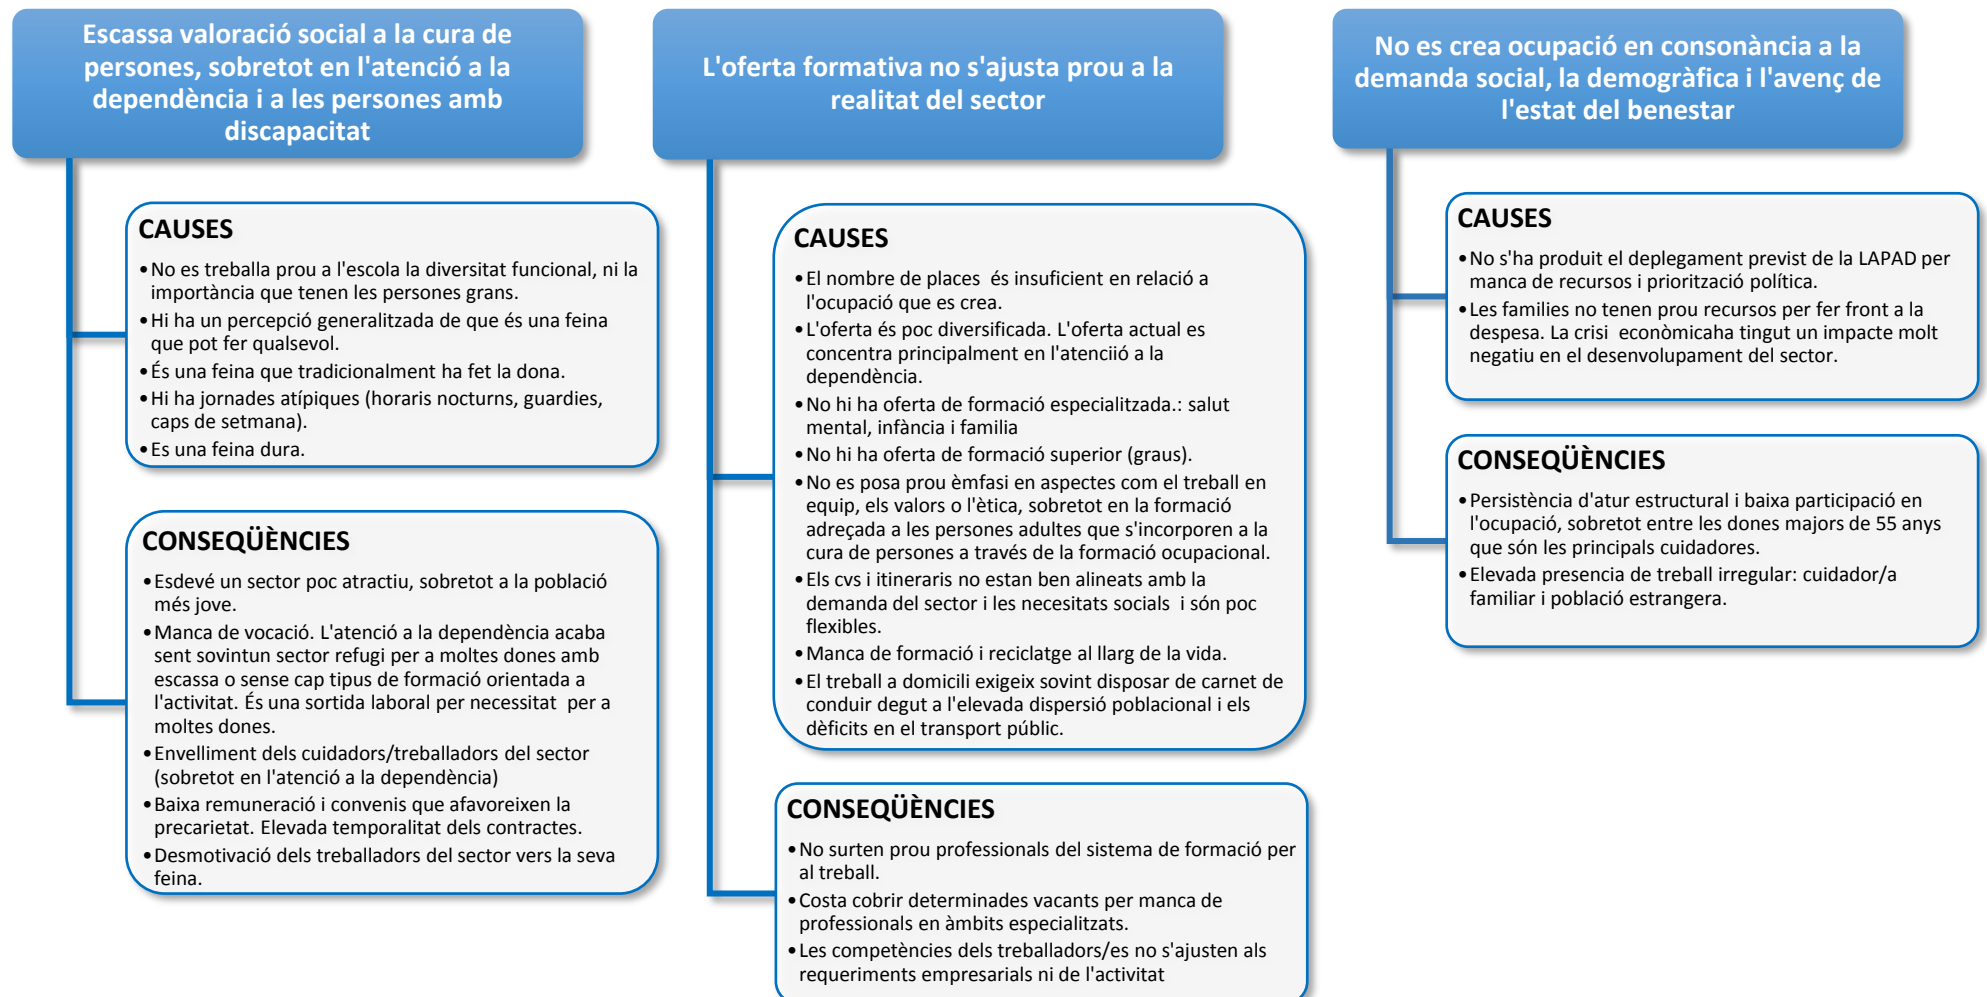 Escassa valoració social a la cura de
persones, sobretot en l'atenció a la
dependència i a les persones amb
discapacitat
CAUSES
•No es treballa prou a l'escola la diversitat funcional, ni la
importància que tenen les persones grans.
•Hi ha un percepció generalitzada de que és una feina
que pot fer qualsevol.
•És una feina que tradicionalment ha fet la dona.
•Hi ha jornades atípiques (horaris nocturns, guardies,
caps de setmana).
•Es una feina dura.
CONSEQÜÈNCIES
•Esdevé un sector poc atractiu, sobretot a la població
més jove.
•Manca de vocació. L'atenció a la dependència acaba
sent sovintun sector refugi per a moltes dones amb
escassa o sense cap tipus de formació orientada a
l'activitat. És una sortida laboral per necessitat  per a
moltes dones.
•Envelliment dels cuidadors/treballadors del sector
(sobretot en l'atenció a la dependència)
•Baixa remuneració i convenis que afavoreixen la
precarietat. Elevada temporalitat dels contractes.
•Desmotivació dels treballadors del sector vers la seva
feina.
L'oferta formativa no s'ajusta prou a la
realitat del sector
CAUSES
•El nombre de places  és insuficient en relació a
l'ocupació que es crea.
•L'oferta és poc diversificada. L'oferta actual es
concentra principalment en l'atenciió a la
dependència.
•No hi ha oferta de formació especialitzada.: salut
mental, infància i familia
•No hi ha oferta de formació superior (graus).
•No es posa prou èmfasi en aspectes com el treball en
equip, els valors o l'ètica, sobretot en la formació
adreçada a les persones adultes que s'incorporen a la
cura de persones a través de la formació ocupacional.
•Els cvs i itineraris no estan ben alineats amb la
demanda del sector i les necesitats socials  i són poc
flexibles.
•Manca de formació i reciclatge al llarg de la vida.
•El treball a domicili exigeix sovint disposar de carnet de
conduir degut a l'elevada dispersió poblacional i els
dèficits en el transport públic.
CONSEQÜÈNCIES
•No surten prou professionals del sistema de formació per
al treball.
•Costa cobrir determinades vacants per manca de
professionals en àmbits especialitzats.
•Les competències dels treballadors/es no s'ajusten als
requeriments empresarials ni de l'activitat
No es crea ocupació en consonància a la
demanda social, la demogràfica i l'avenç de
l'estat del benestar
CAUSES
•No s'ha produit el deplegament previst de la LAPAD per
manca de recursos i priorització política.
•Les families no tenen prou recursos per fer front a la
despesa. La crisi  econòmicaha tingut un impacte molt
negatiu en el desenvolupament del sector.
CONSEQÜÈNCIES
•Persistència d'atur estructural i baixa participació en
l'ocupació, sobretot entre les dones majors de 55 anys
que són les principals cuidadores.
•Elevada presencia de treball irregular: cuidador/a
familiar i població estrangera.